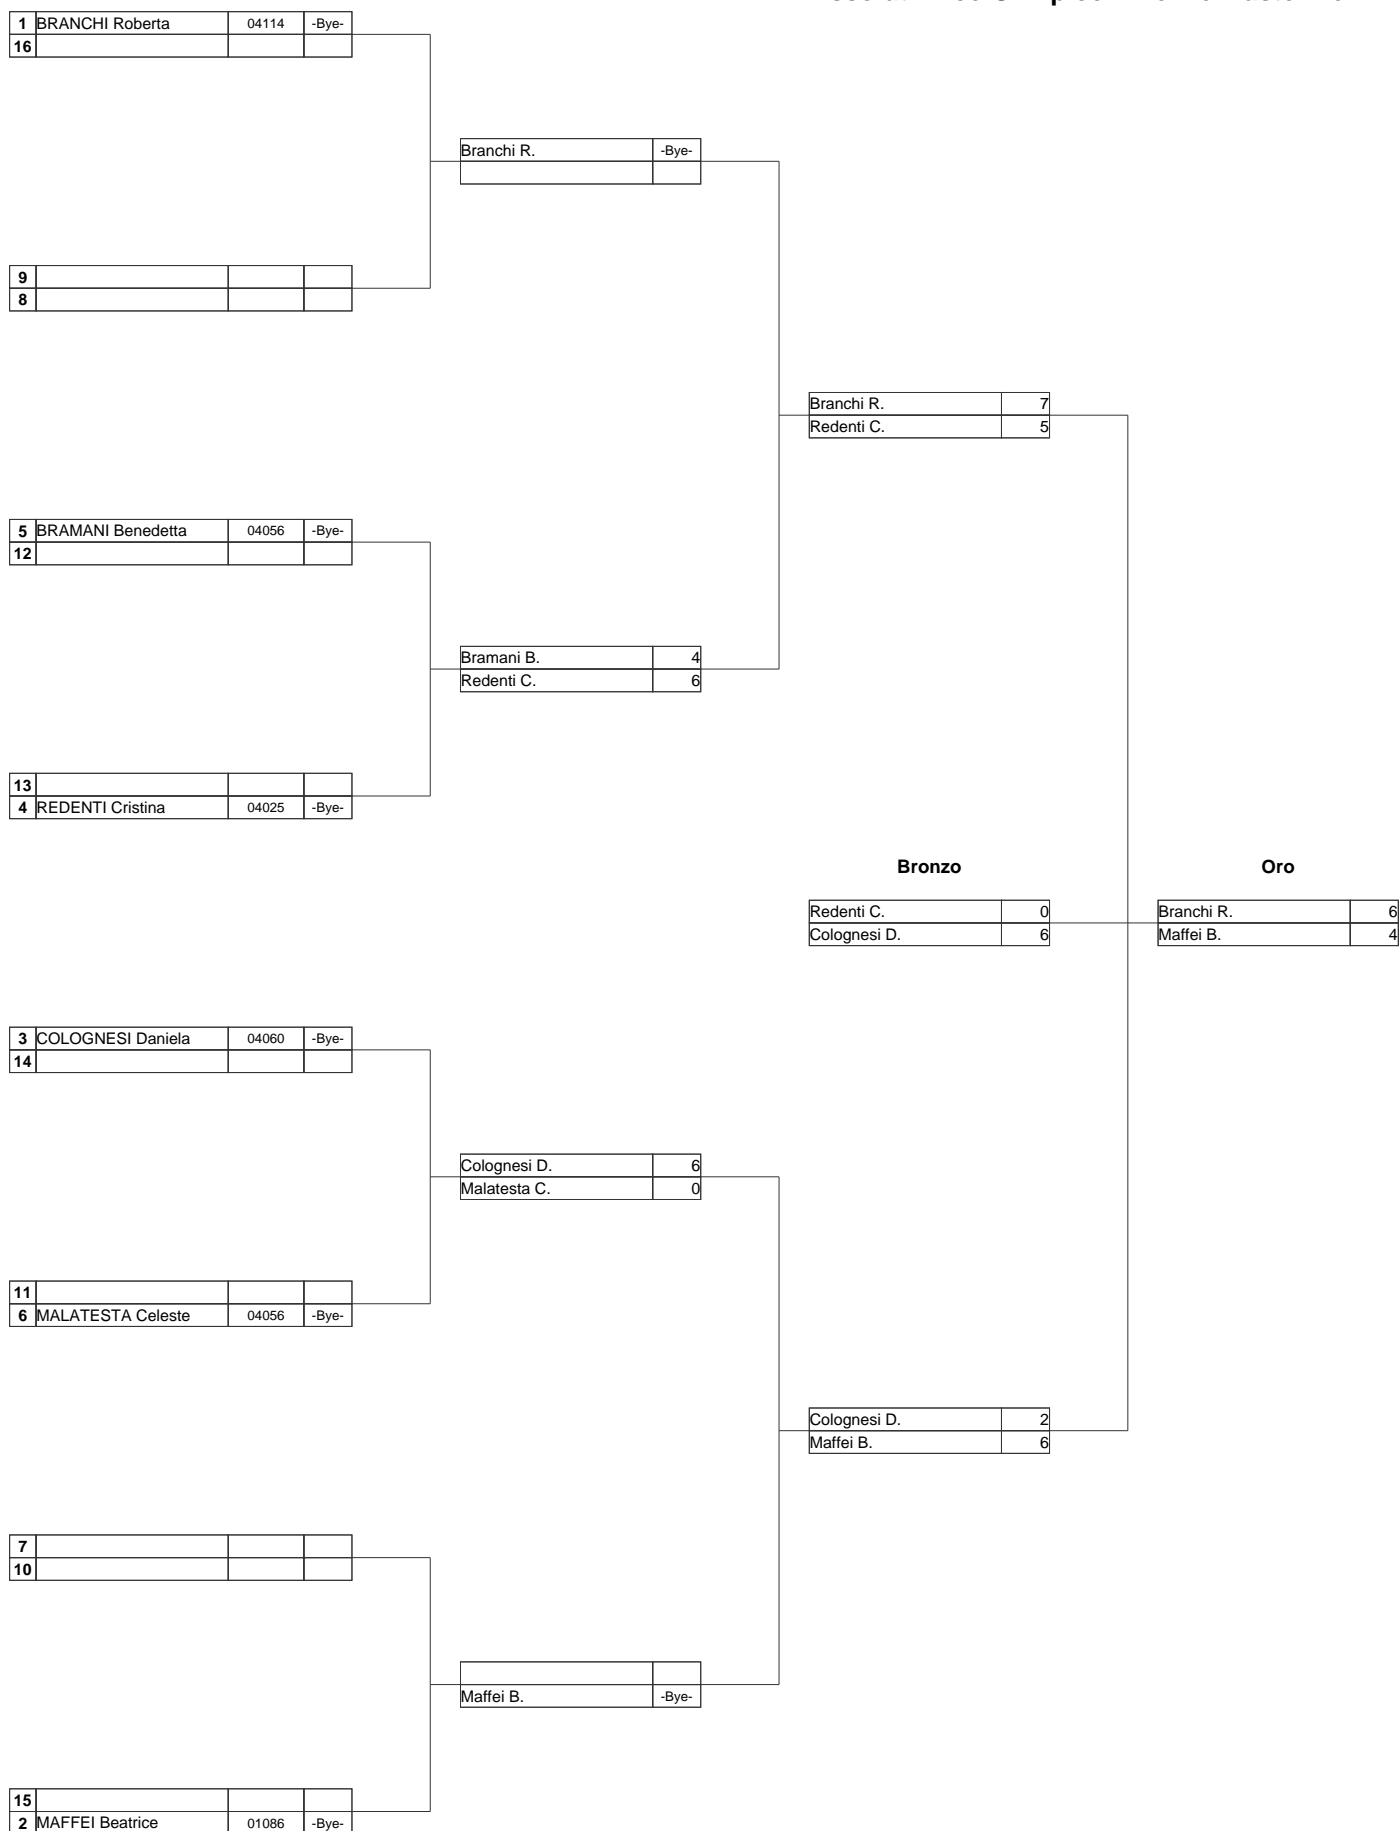 1 BRANCHI Roberta 04114 -Bye-
16
Branchi R. -Bye-
9
8
Branchi R. 7
Redenti C. 5
5 BRAMANI Benedetta 04056 -Bye-
12
Bramani B. 4
Redenti C. 6
13
4 REDENTI Cristina 04025 -Bye-
Bronzo Oro
Redenti C. 0 Branchi R. 6
Colognesi D. 6 Maffei B. 4
3 COLOGNESI Daniela 04060 -Bye-
14
Colognesi D. 6
Malatesta C. 0
11
6 MALATESTA Celeste 04056 -Bye-
Colognesi D. 2
Maffei B. 6
7
10
Maffei B. -Bye-
15
2 MAFFEI Beatrice 01086 -Bye-